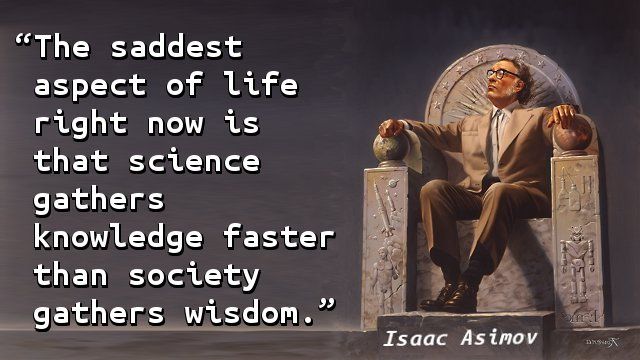 “The saddest
aspect of life
right now is
that science
gathers
knowledge faster
than society
gathers wisdom.”
Isaac Asimov